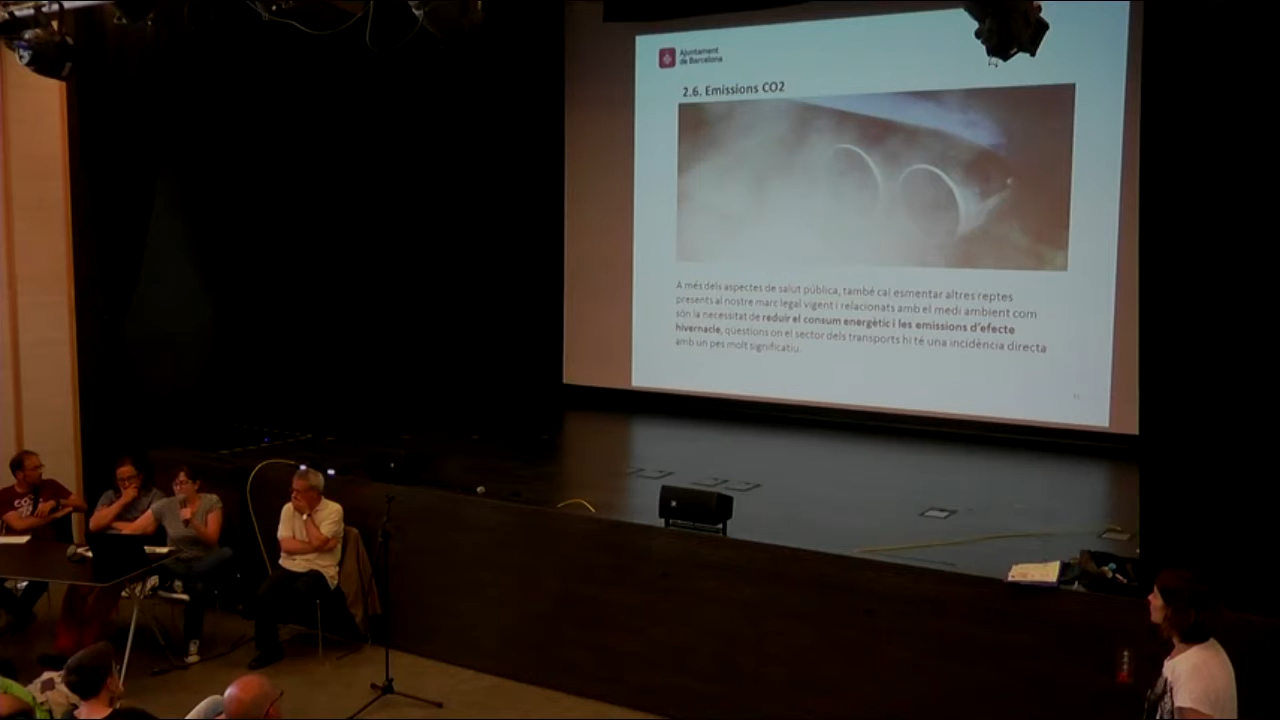 Ajuntament
de Barcelona
2.6. Emissions CO2
A més dels aspectes de salut pública, també cal esmentar altres reptes
presents al nostre marc legal vigent i relacionats amb el medi ambient com
són la necessitat de reduir el consum energètic i les emissions d'efecte
hivernacle, qüestions on el sector dels transports hi té una incidència directa
amb un pes molt significatiu.